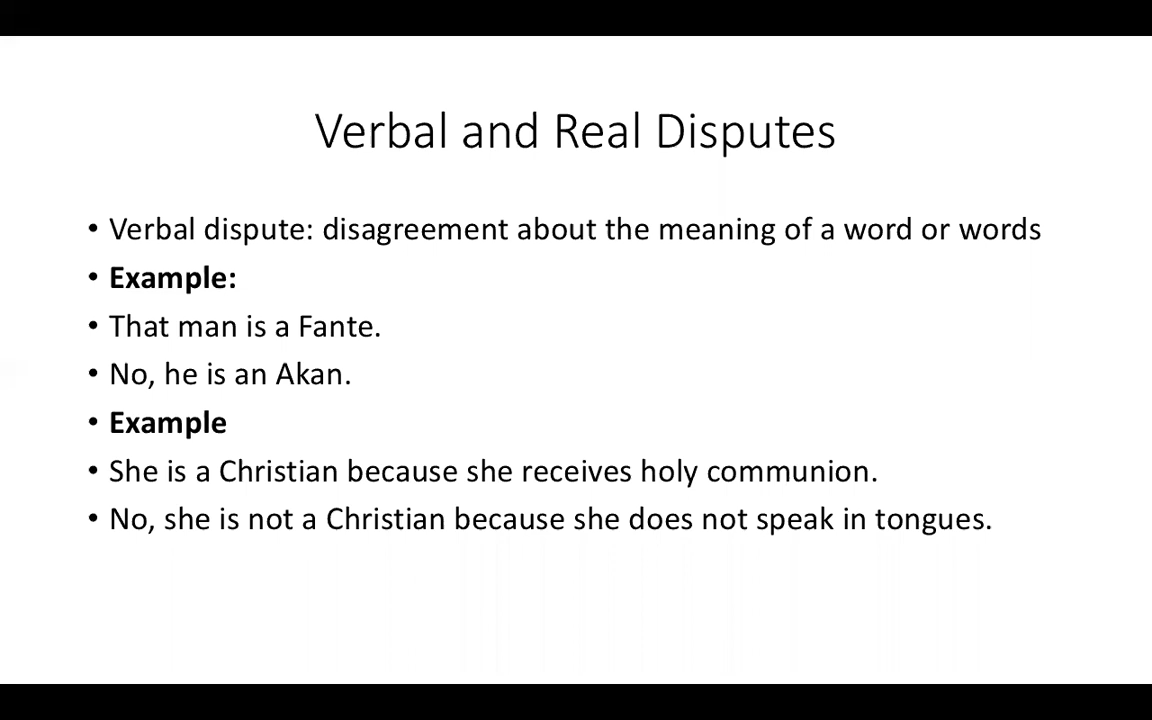 Verbal and Real Disputes
• Verbal dispute: disagreement about the meaning of a word or words
• Example:
• That man is a Fante.
• No, he is an Akan.
• Example
• She is a Christian because she receives holy communion.
• No, she is not a Christian because she does not speak in tongues.